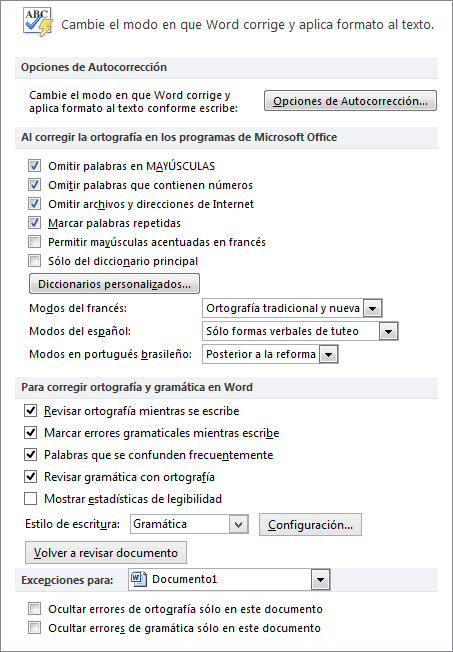 ABC
Cambie el modo en que Word corrige y aplica formato al texto.
Opciones de Autocorrección
Cambie el modo en que Word corrige y
aplica formato al texto conforme escribe:
Opciones de Autocorrección...
Al corregir la ortografía en los programas de Microsoft Office
Omitir palabras en MAYÚSCULAS
Omitir palabras que contienen números
Omitir archivos y direcciones de Internet
Marcar palabras repetidas
Permitir mayúsculas acentuadas en francés
Sólo del diccionario principal
Diccionarios personalizados...
Modos del francés: Ortografía tradicional y nueva
Modos del español: Sólo formas verbales de tuteo
Modos en portugués brasileño: Posterior a la reforma
Para corregir ortografía y gramática en Word
Revisar ortografía mientras se escribe
Marcar errores gramaticales mientras escribe
Palabras que se confunden frecuentemente
Revisar gramática con ortografía
Mostrar estadísticas de legibilidad
Estilo de escritura: Gramática Configuración...
Volver a revisar documento
Excepciones para: Documento1
Ocultar errores de ortografía sólo en este documento
Ocultar errores de gramática sólo en este documento